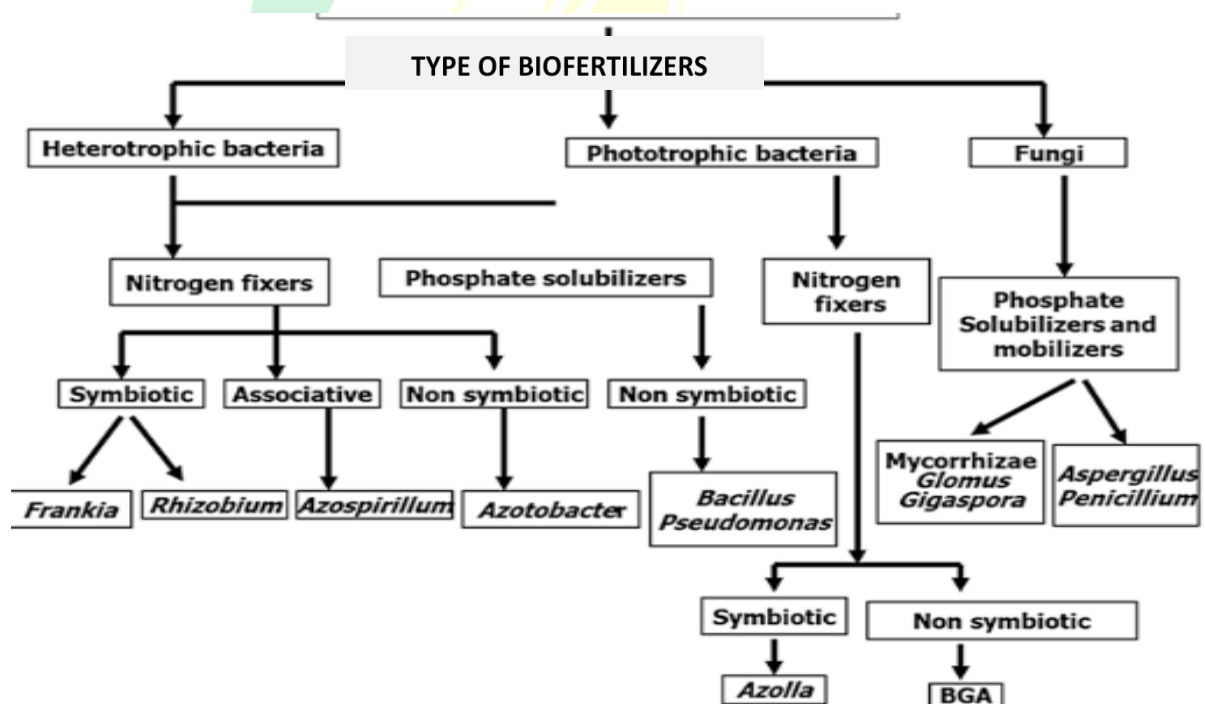 TYPE OF BIOFERTILIZERS
Heterotrophic bacteria
Phototrophic bacteria
Fungi
Nitrogen fixers
Phosphate solubilizers
Nitrogen
fixers
Phosphate
Solubilizers and
mobilizers
Symbiotic
Associative
Non symbiotic
Non symbiotic
Frankia
Rhizobium
Azospirillum
Azotobacter
Bacillus
Pseudomonas
Mycorrhizae
Glomus
Gigaspora
Aspergillus
Penicillium
Symbiotic
Non symbiotic
Azolla
BGA